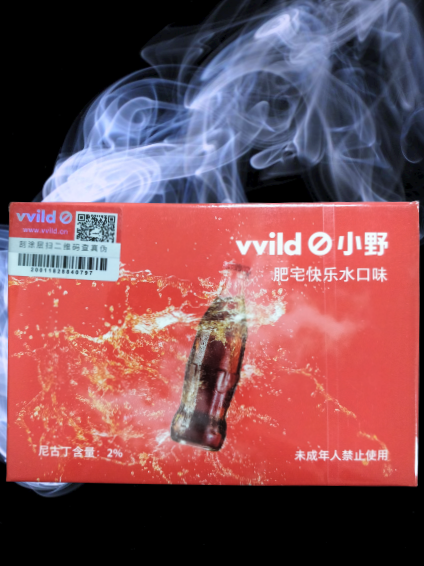 vvild
www.vvild.cn
刮涂层扫二维码查真伪
20011638846797
vvild 小野
肥宅快乐水口味
尼古丁含量 2%
未成年人禁止使用